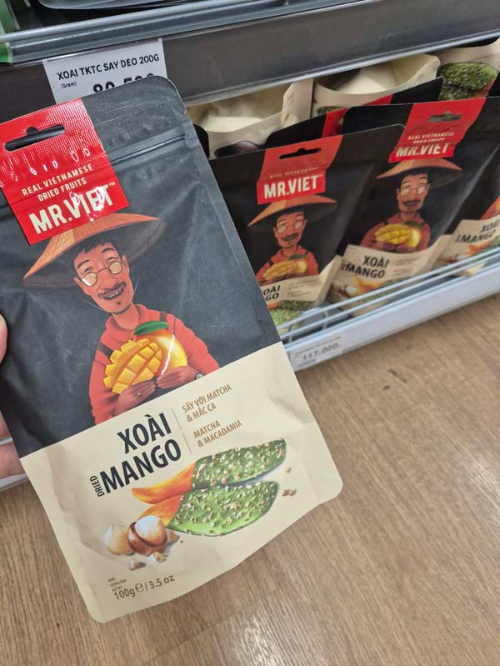 XOAI TKTC SAY DEO 200G
REAL VIETNAMESE
DRIED FRUITS
MR.VIET
XOÀI
DRIED MANGO
SẤY VỚI MATCHA
& MẮC CA
MATCHA
& MACADAMIA
100g e / 3.5 oz
MR.VIET
XOÀI
MANGO
REAL VIETNAMESE
DRIED FRUITS
MR.VIET
XOÀI
MANGO
117.000